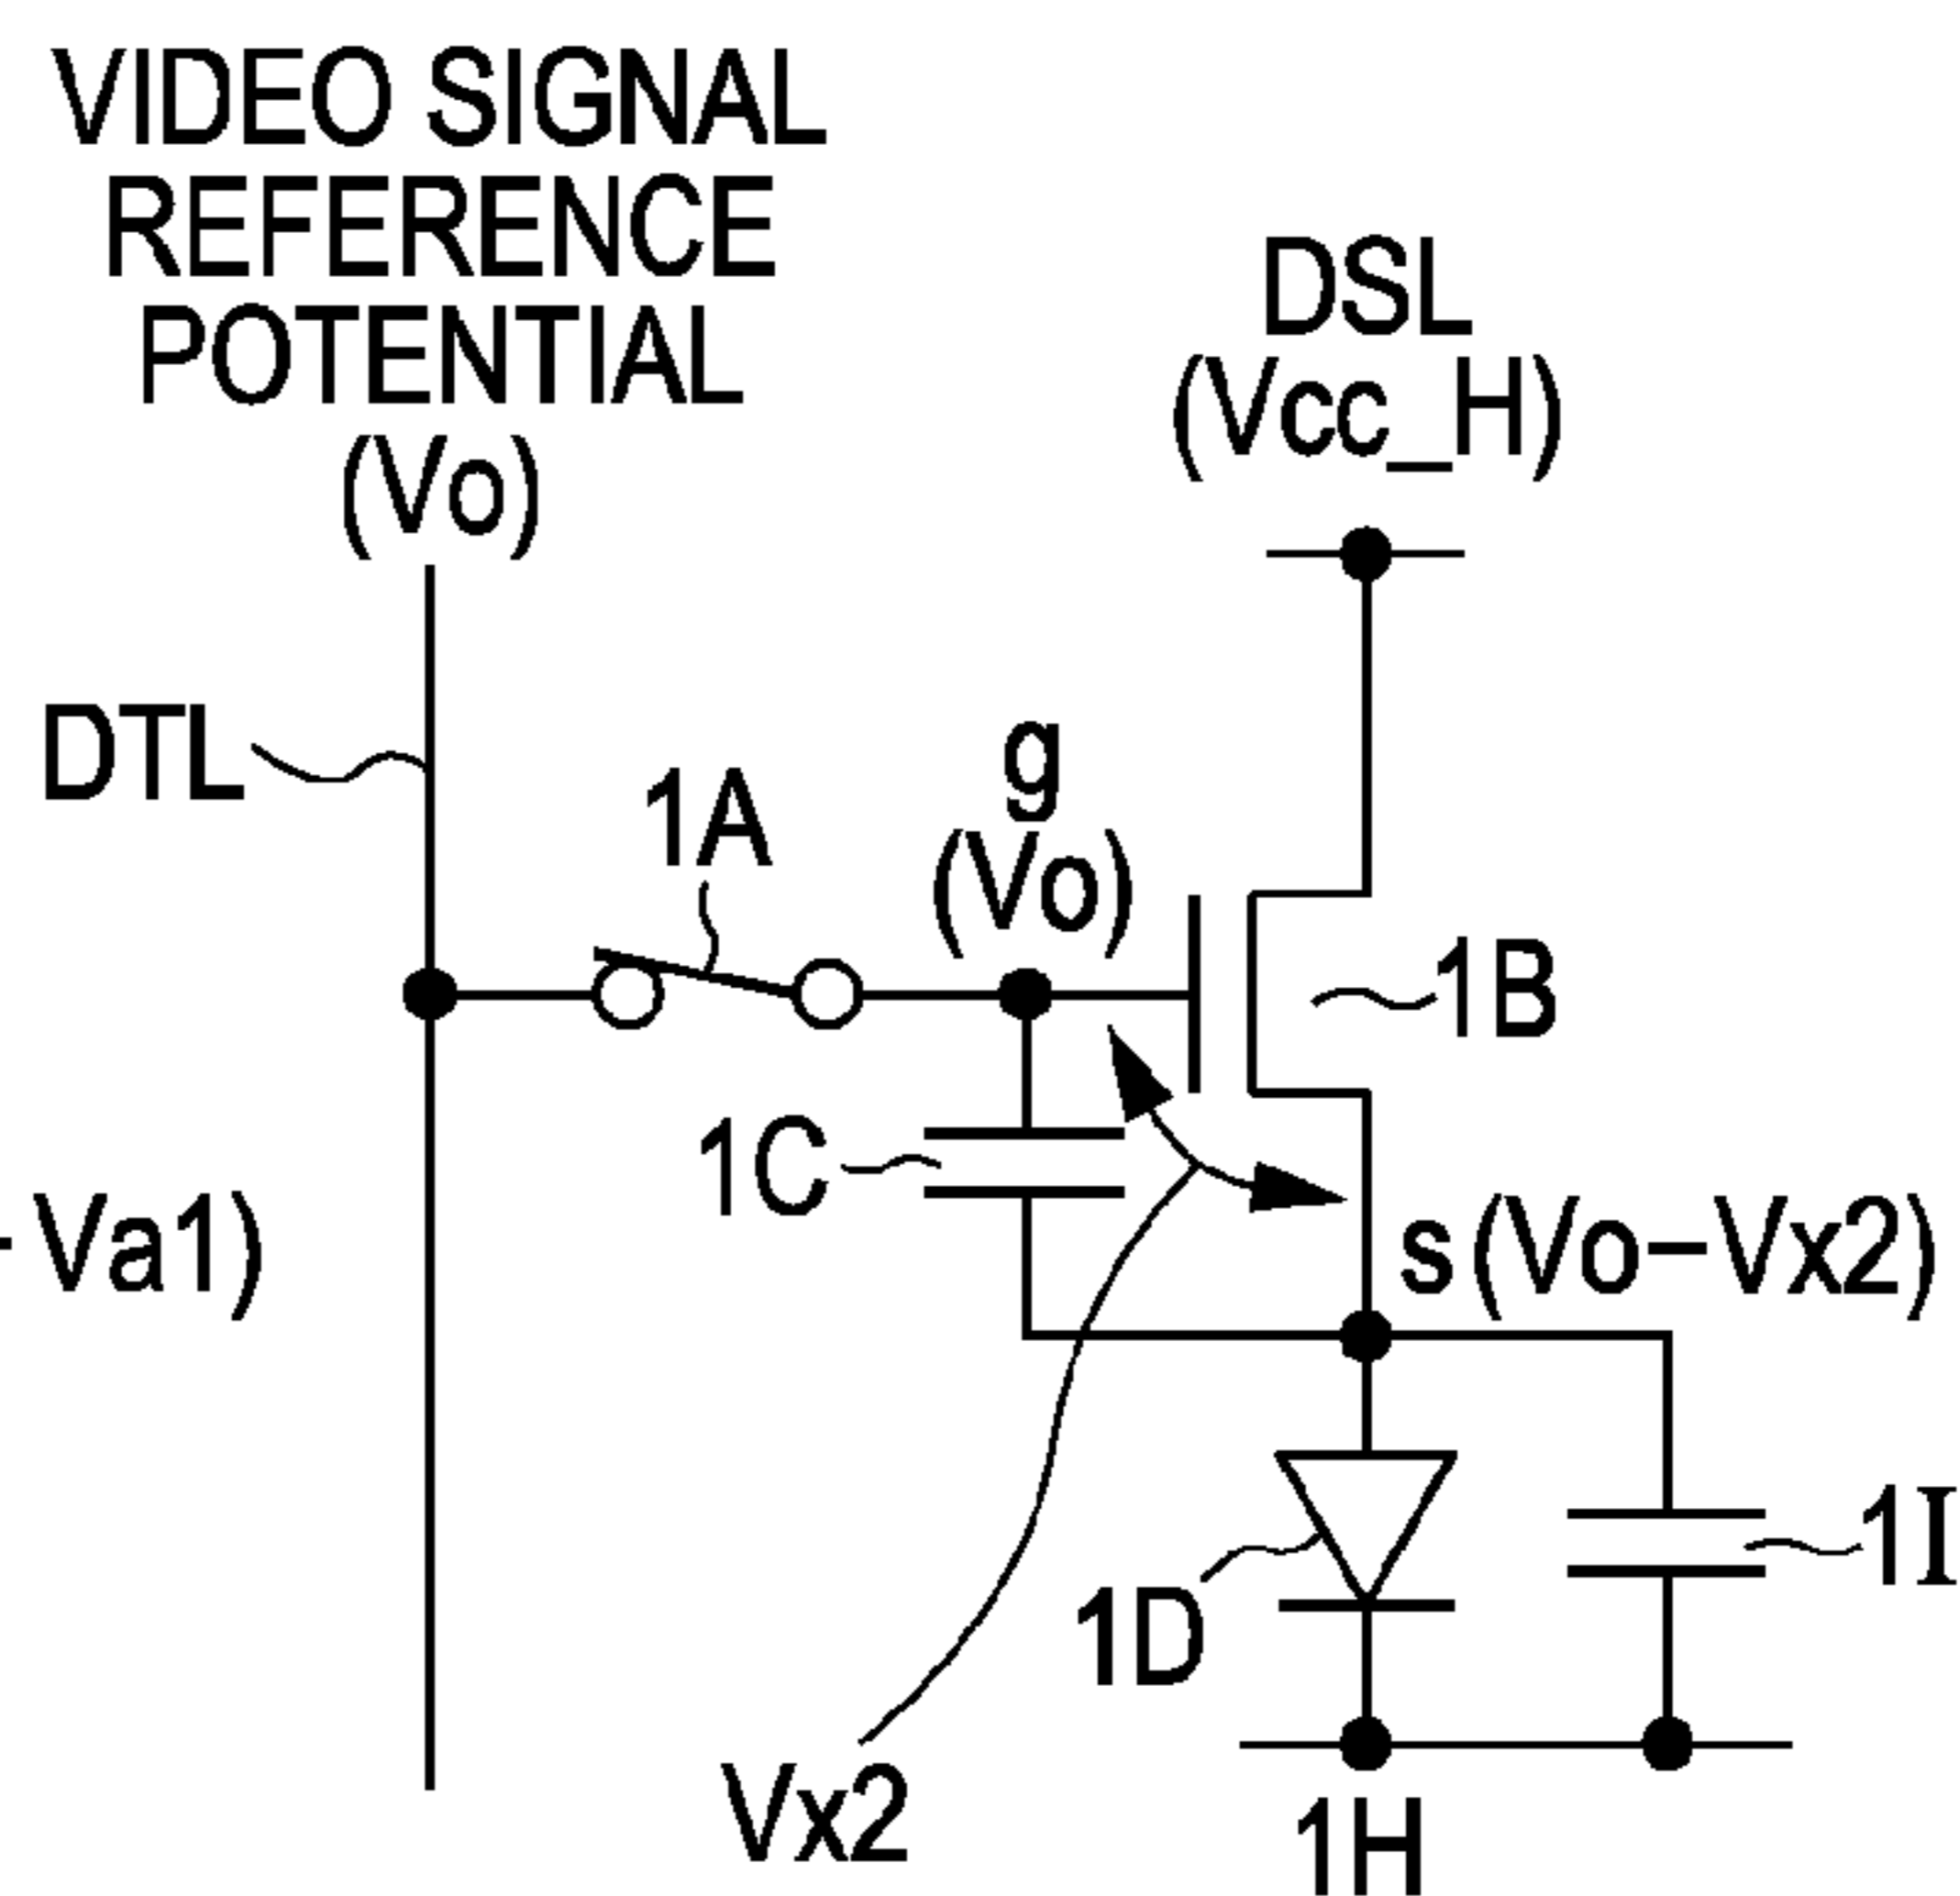 VIDEO SIGNAL
REFERENCE
POTENTIAL
(Vo)
DSL
(Vcc_H)
DTL
1A
g
(Vo)
1B
1C
-Va1)
s(Vo-Vx2)
1D
1I
Vx2
1H